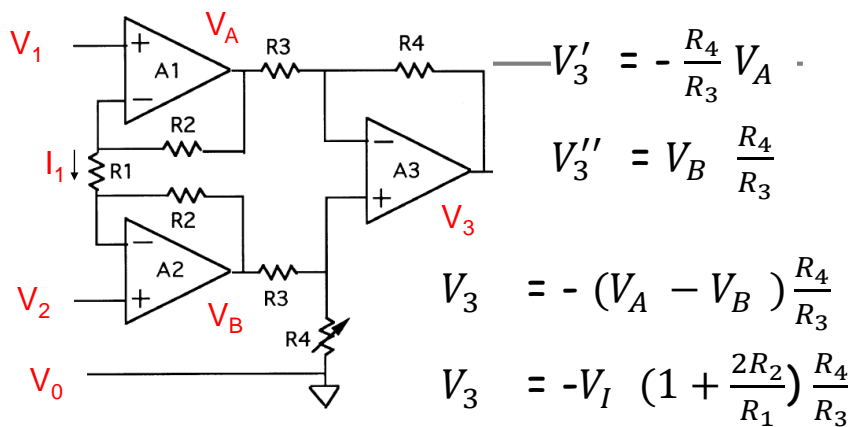 V1
VA
R3
R4
+
A1
−
R2
I1 ↓
R1
R2
−
A2
+
V2
VB
R3
R4
V0
−
A3
+
V3
V3′ = - R4/R3 VA
V3′′ = VB R4/R3
V3 = - (VA − VB) R4/R3
V3 = -VI (1 + 2R2/R1) R4/R3